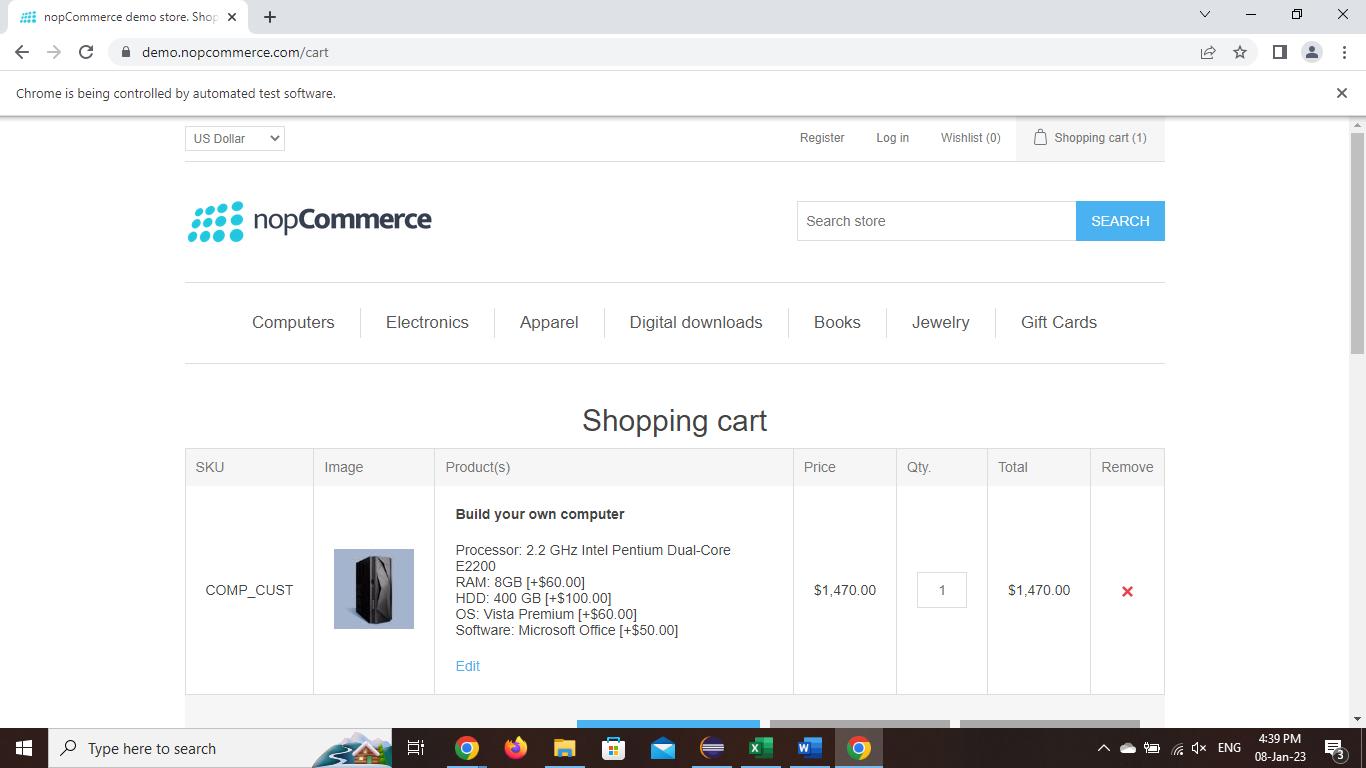 nopCommerce demo store. Shop
demo.nopcommerce.com/cart
Chrome is being controlled by automated test software.
US Dollar
Register
Log in
Wishlist (0)
Shopping cart (1)
nopCommerce
Search store
SEARCH
Computers
Electronics
Apparel
Digital downloads
Books
Jewelry
Gift Cards
Shopping cart
SKU
Image
Product(s)
Price
Qty.
Total
Remove
COMP_CUST
Build your own computer
Processor: 2.2 GHz Intel Pentium Dual-Core
E2200
RAM: 8GB [+$60.00]
HDD: 400 GB [+$100.00]
OS: Vista Premium [+$60.00]
Software: Microsoft Office [+$50.00]
Edit
$1,470.00
1
$1,470.00
Type here to search
ENG
4:39 PM
08-Jan-23
3